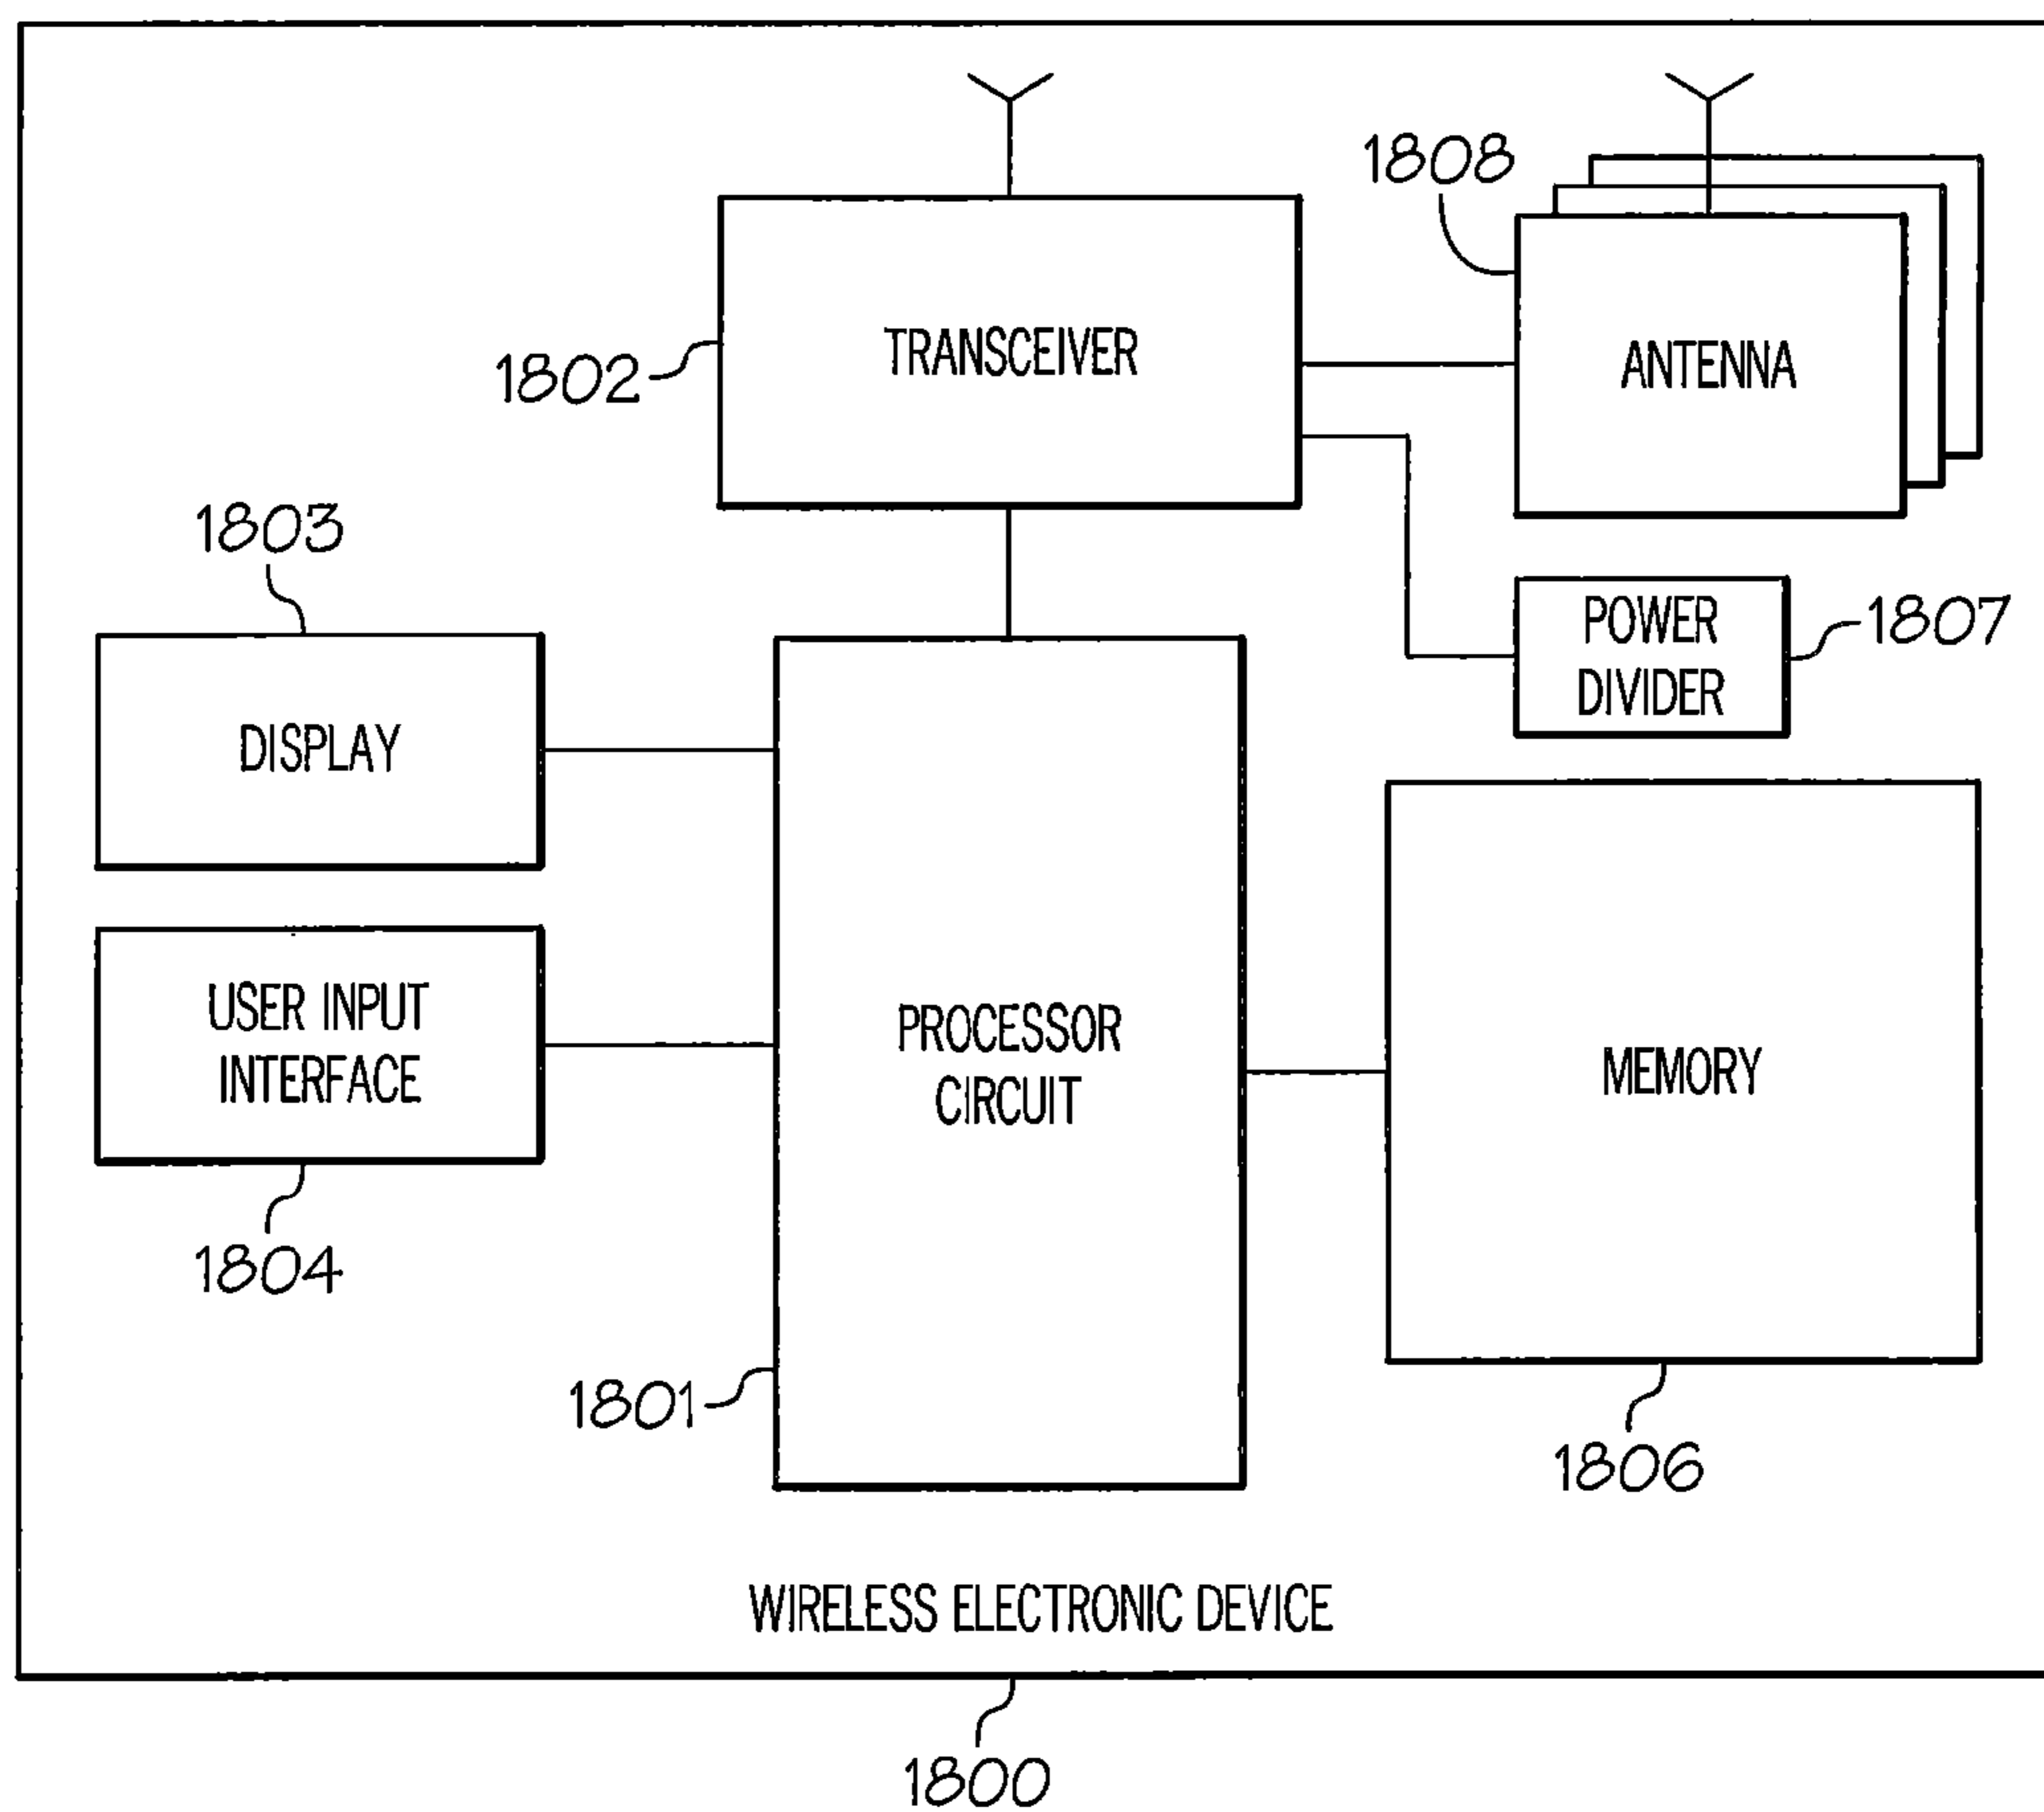 1808
TRANSCEIVER
ANTENNA
1802
1803
POWER
DIVIDER
1807
DISPLAY
USER INPUT
INTERFACE
PROCESSOR
CIRCUIT
MEMORY
1804
1801
1806
WIRELESS ELECTRONIC DEVICE
1800